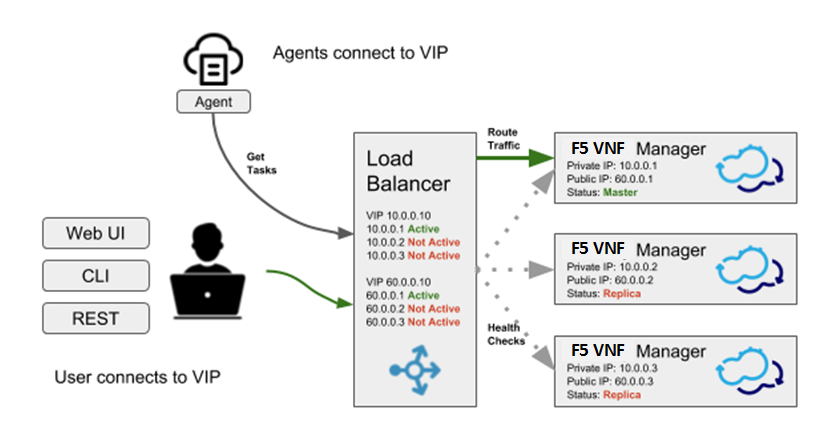 Agents connect to VIP
Agent
Get
Tasks
Web UI
CLI
REST
User connects to VIP
Load
Balancer
VIP 10.0.0.10
10.0.0.1 Active
10.0.0.2 Not Active
10.0.0.3 Not Active
VIP 60.0.0.10
60.0.0.1 Active
60.0.0.2 Not Active
60.0.0.3 Not Active
Route
Traffic
Health
Checks
F5 VNF Manager
Private IP: 10.0.0.1
Public IP: 60.0.0.1
Status: Master
F5 VNF Manager
Private IP: 10.0.0.2
Public IP: 60.0.0.2
Status: Replica
F5 VNF Manager
Private IP: 10.0.0.3
Public IP: 60.0.0.3
Status: Replica